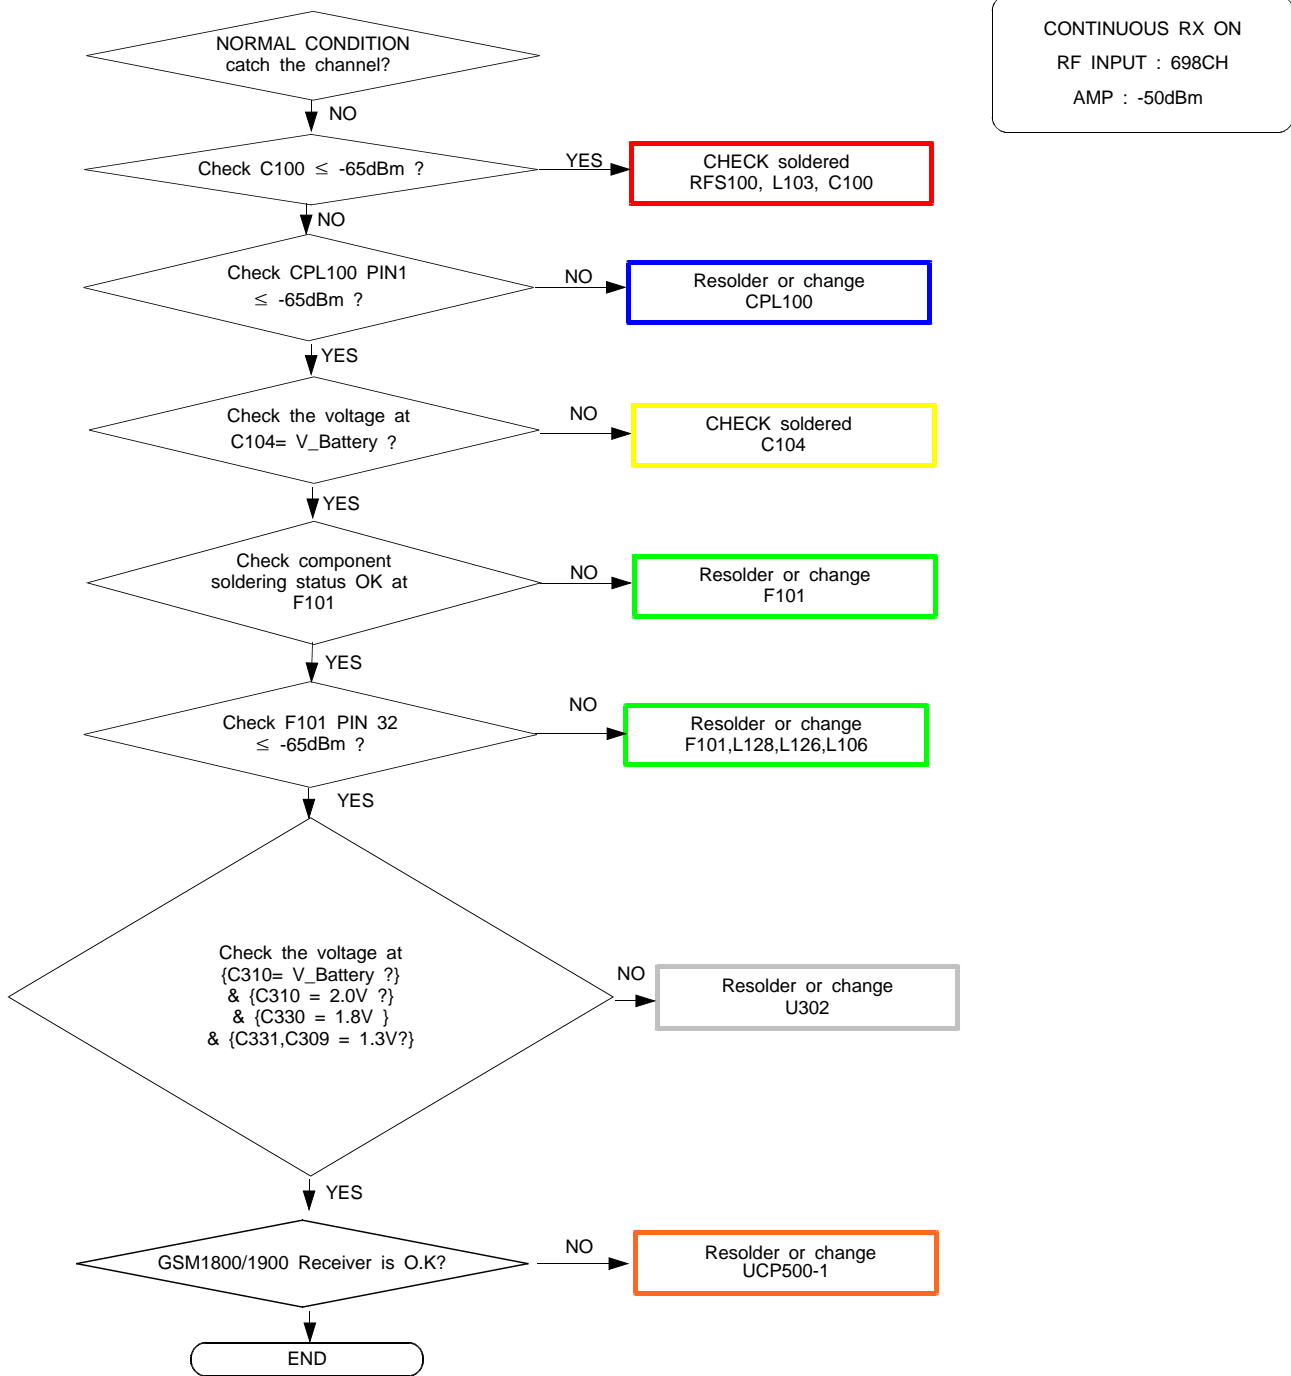 NORMAL CONDITION
catch the channel?
CONTINUOUS RX ON
RF INPUT : 698CH
AMP : -50dBm
NO
Check C100 ≤ -65dBm ?
YES
CHECK soldered
RFS100, L103, C100
NO
Check CPL100 PIN1
≤ -65dBm ?
NO
Resolder or change
CPL100
YES
Check the voltage at
C104= V_Battery ?
NO
CHECK soldered
C104
YES
Check component
soldering status OK at
F101
NO
Resolder or change
F101
YES
Check F101 PIN 32
≤ -65dBm ?
NO
Resolder or change
F101,L128,L126,L106
YES
Check the voltage at
{C310= V_Battery ?}
& {C310 = 2.0V ?}
& {C330 = 1.8V }
& {C331,C309 = 1.3V?}
NO
Resolder or change
U302
YES
GSM1800/1900 Receiver is O.K?
NO
Resolder or change
UCP500-1
END